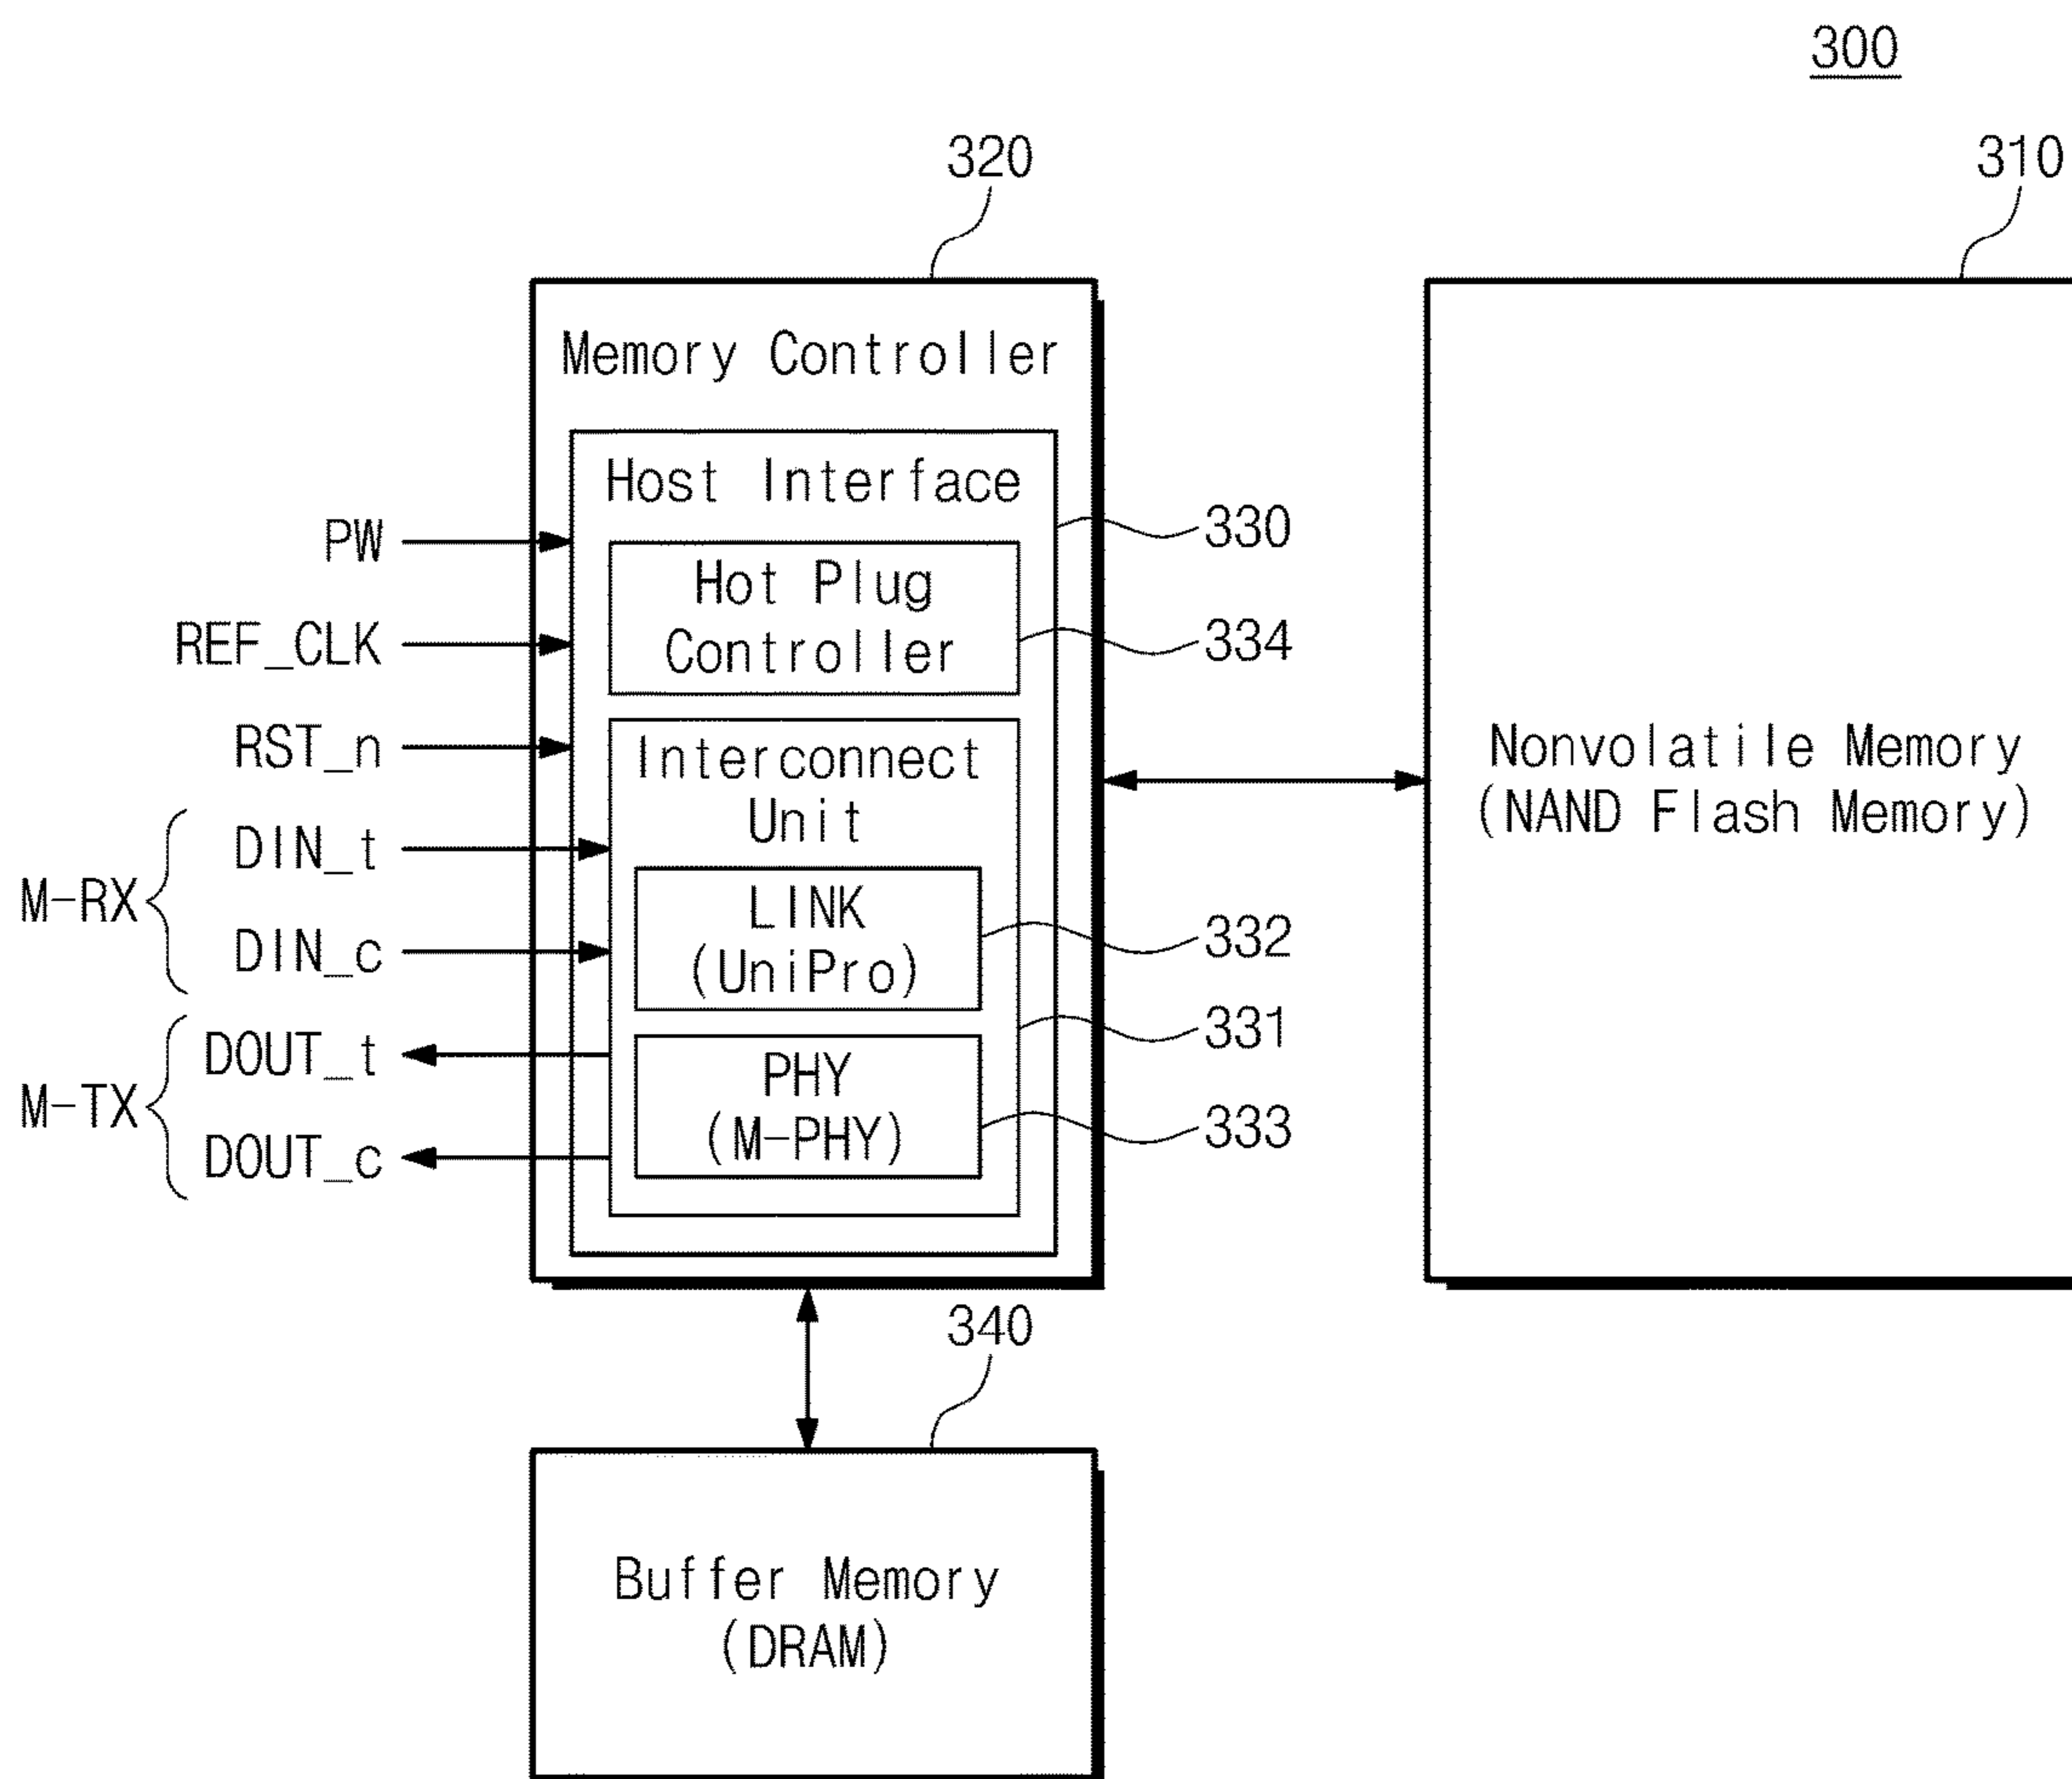 300
320
310
Memory Controller
Host Interface
330
PW
Hot Plug
Controller
334
REF_CLK
RST_n
Interconnect
Unit
Nonvolatile Memory
(NAND Flash Memory)
DIN_t
M-RX
LINK
(UniPro)
332
DIN_c
331
DOUT_t
M-TX
PHY
(M-PHY)
333
DOUT_c
340
Buffer Memory
(DRAM)